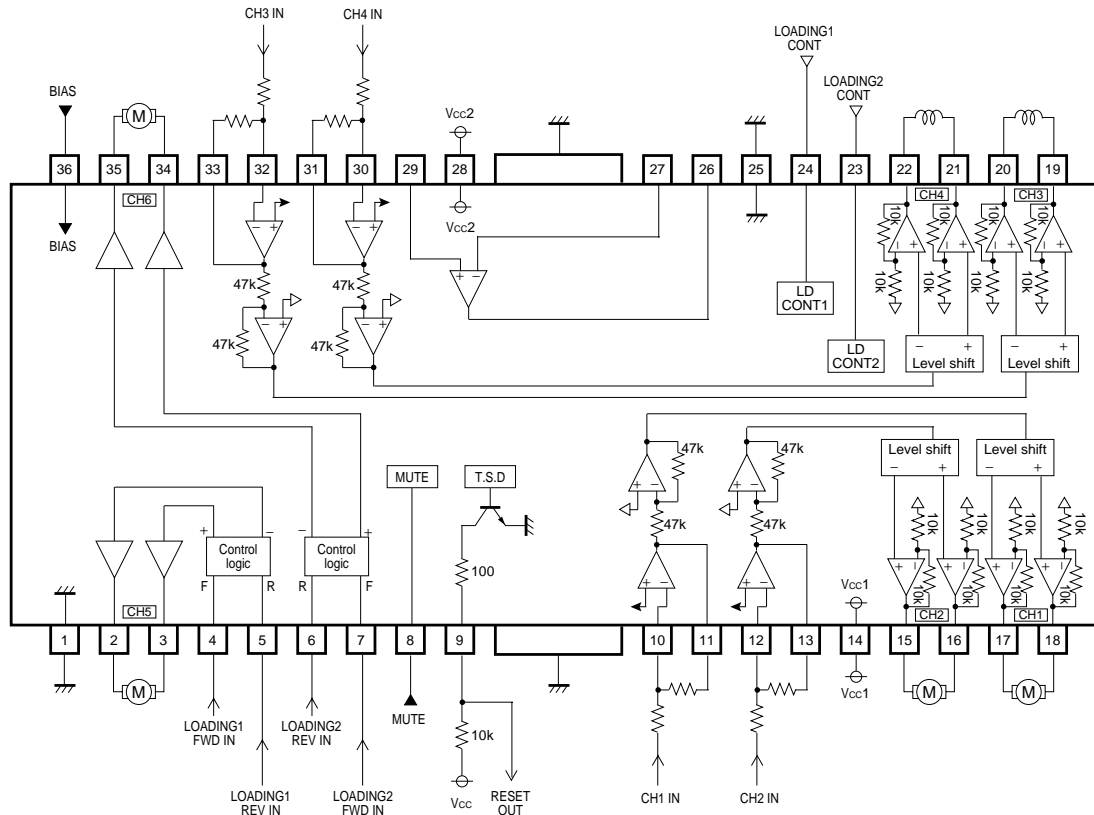 CH3 IN
CH4 IN
LOADING1
CONT
LOADING2
CONT
BIAS
M
Vcc2
36
35
34
33
32
31
30
29
28
27
26
25
24
23
22
21
20
19
CH6
CH4
CH3
BIAS
Vcc2
− +
− +
+ −
10k
10k
10k
10k
− +
− +
− +
− +
10k
10k
10k
10k
47k
47k
− +
− +
47k
47k
LD
CONT1
LD
CONT2
− +
Level shift
− +
Level shift
47k
47k
Level shift
− +
Level shift
− +
MUTE
T.S.D
+ −
+ −
47k
47k
10k
10k
10k
10k
+ −
− +
Control
logic
Control
logic
F R
R F
100
+ −
+ −
Vcc1
+ −
+ −
+ −
+ −
10k
10k
10k
10k
CH5
CH2
CH1
1
2
3
4
5
6
7
8
9
10
11
12
13
14
15
16
17
18
M
LOADING1
FWD IN
LOADING2
REV IN
MUTE
10k
Vcc1
M
M
LOADING1
REV IN
LOADING2
FWD IN
Vcc
RESET
OUT
CH1 IN
CH2 IN